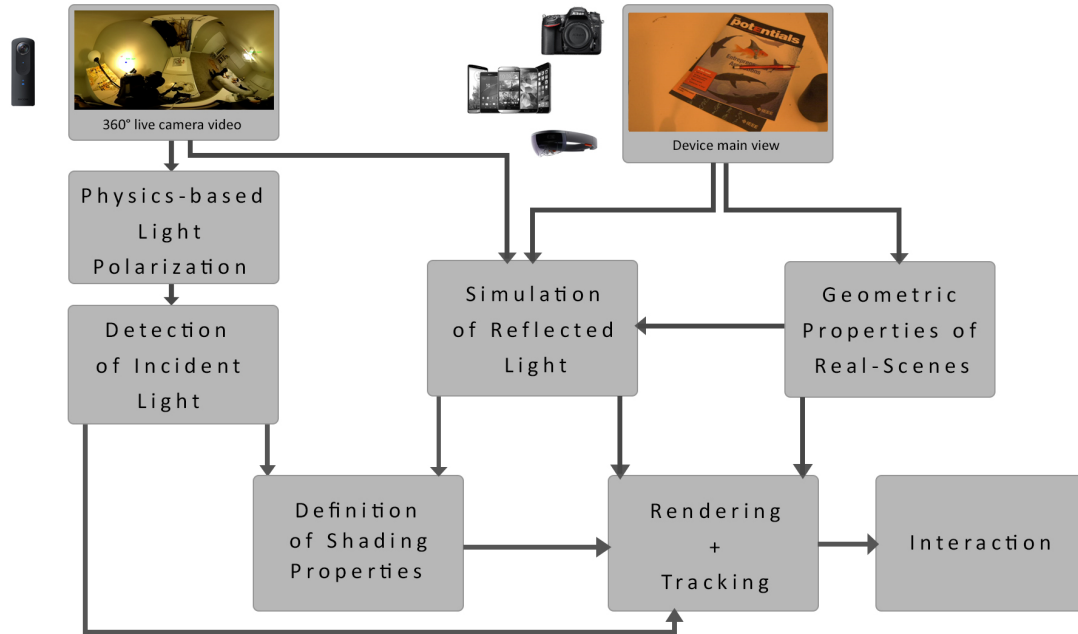 potentials
360° live camera video
Device main view
Physics-based
Light
Polarization
Simulation
of Reflected
Light
Geometric
Properties of
Real-Scenes
Detection
of Incident
Light
Definition
of Shading
Properties
Rendering
+
Tracking
Interaction